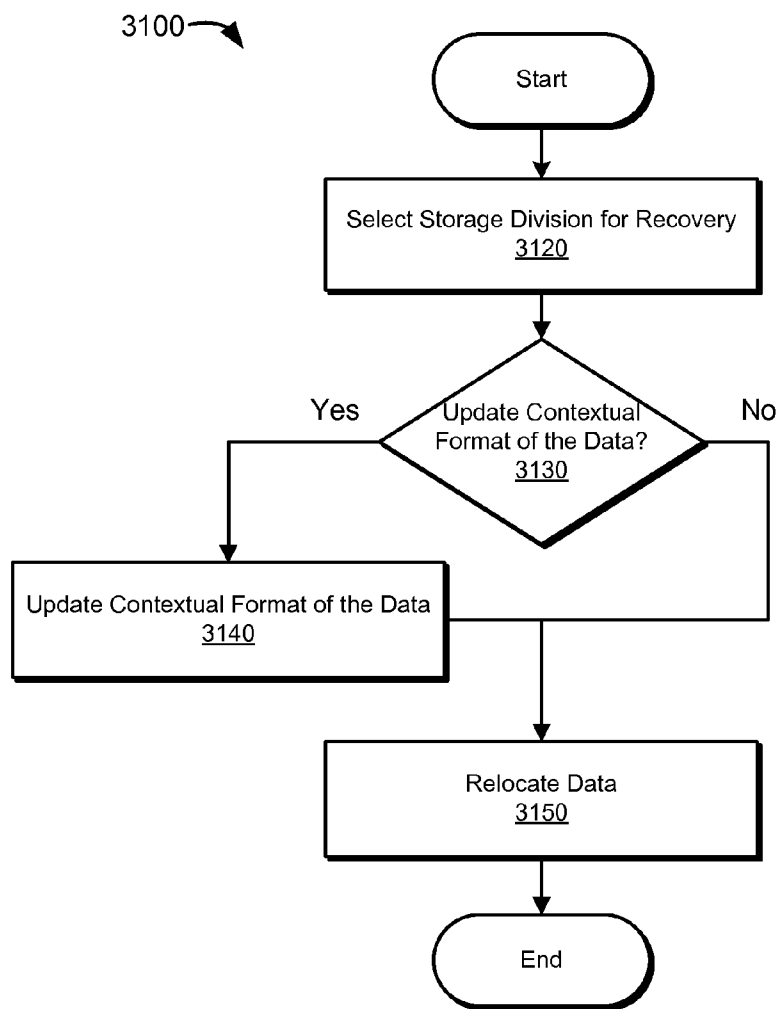 3100
Start
Select Storage Division for Recovery
3120
Yes
Update Contextual
Format of the Data?
3130
No
Update Contextual Format of the Data
3140
Relocate Data
3150
End